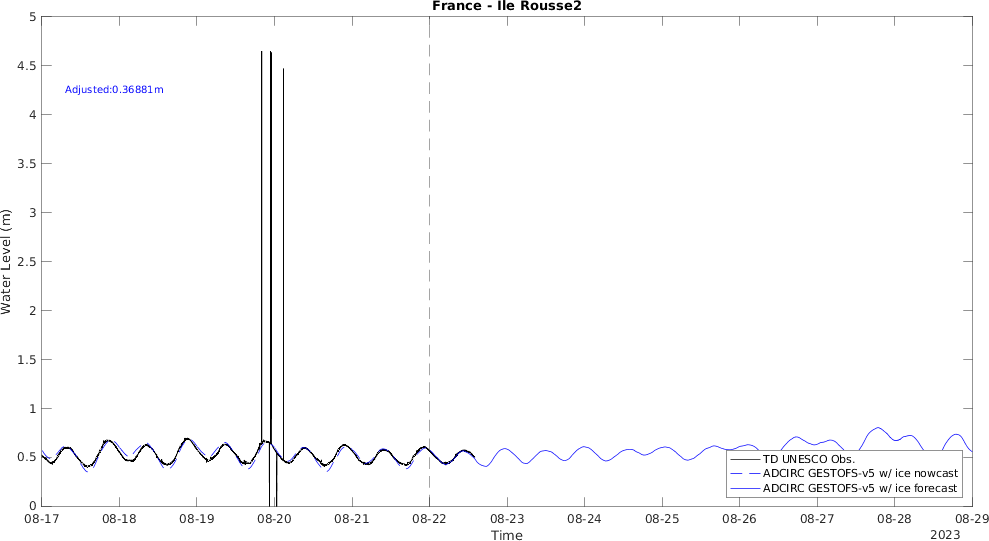 France - Ile Rousse2
5
4.5
4
3.5
3
2.5
2
1.5
1
0.5
0
Water Level (m)
Adjusted:0.36881m
TD UNESCO Obs.
ADCIRC GESTOFS-v5 w/ ice nowcast
ADCIRC GESTOFS-v5 w/ ice forecast
08-17 08-18 08-19 08-20 08-21 08-22 08-23 08-24 08-25 08-26 08-27 08-28 08-29
Time
2023